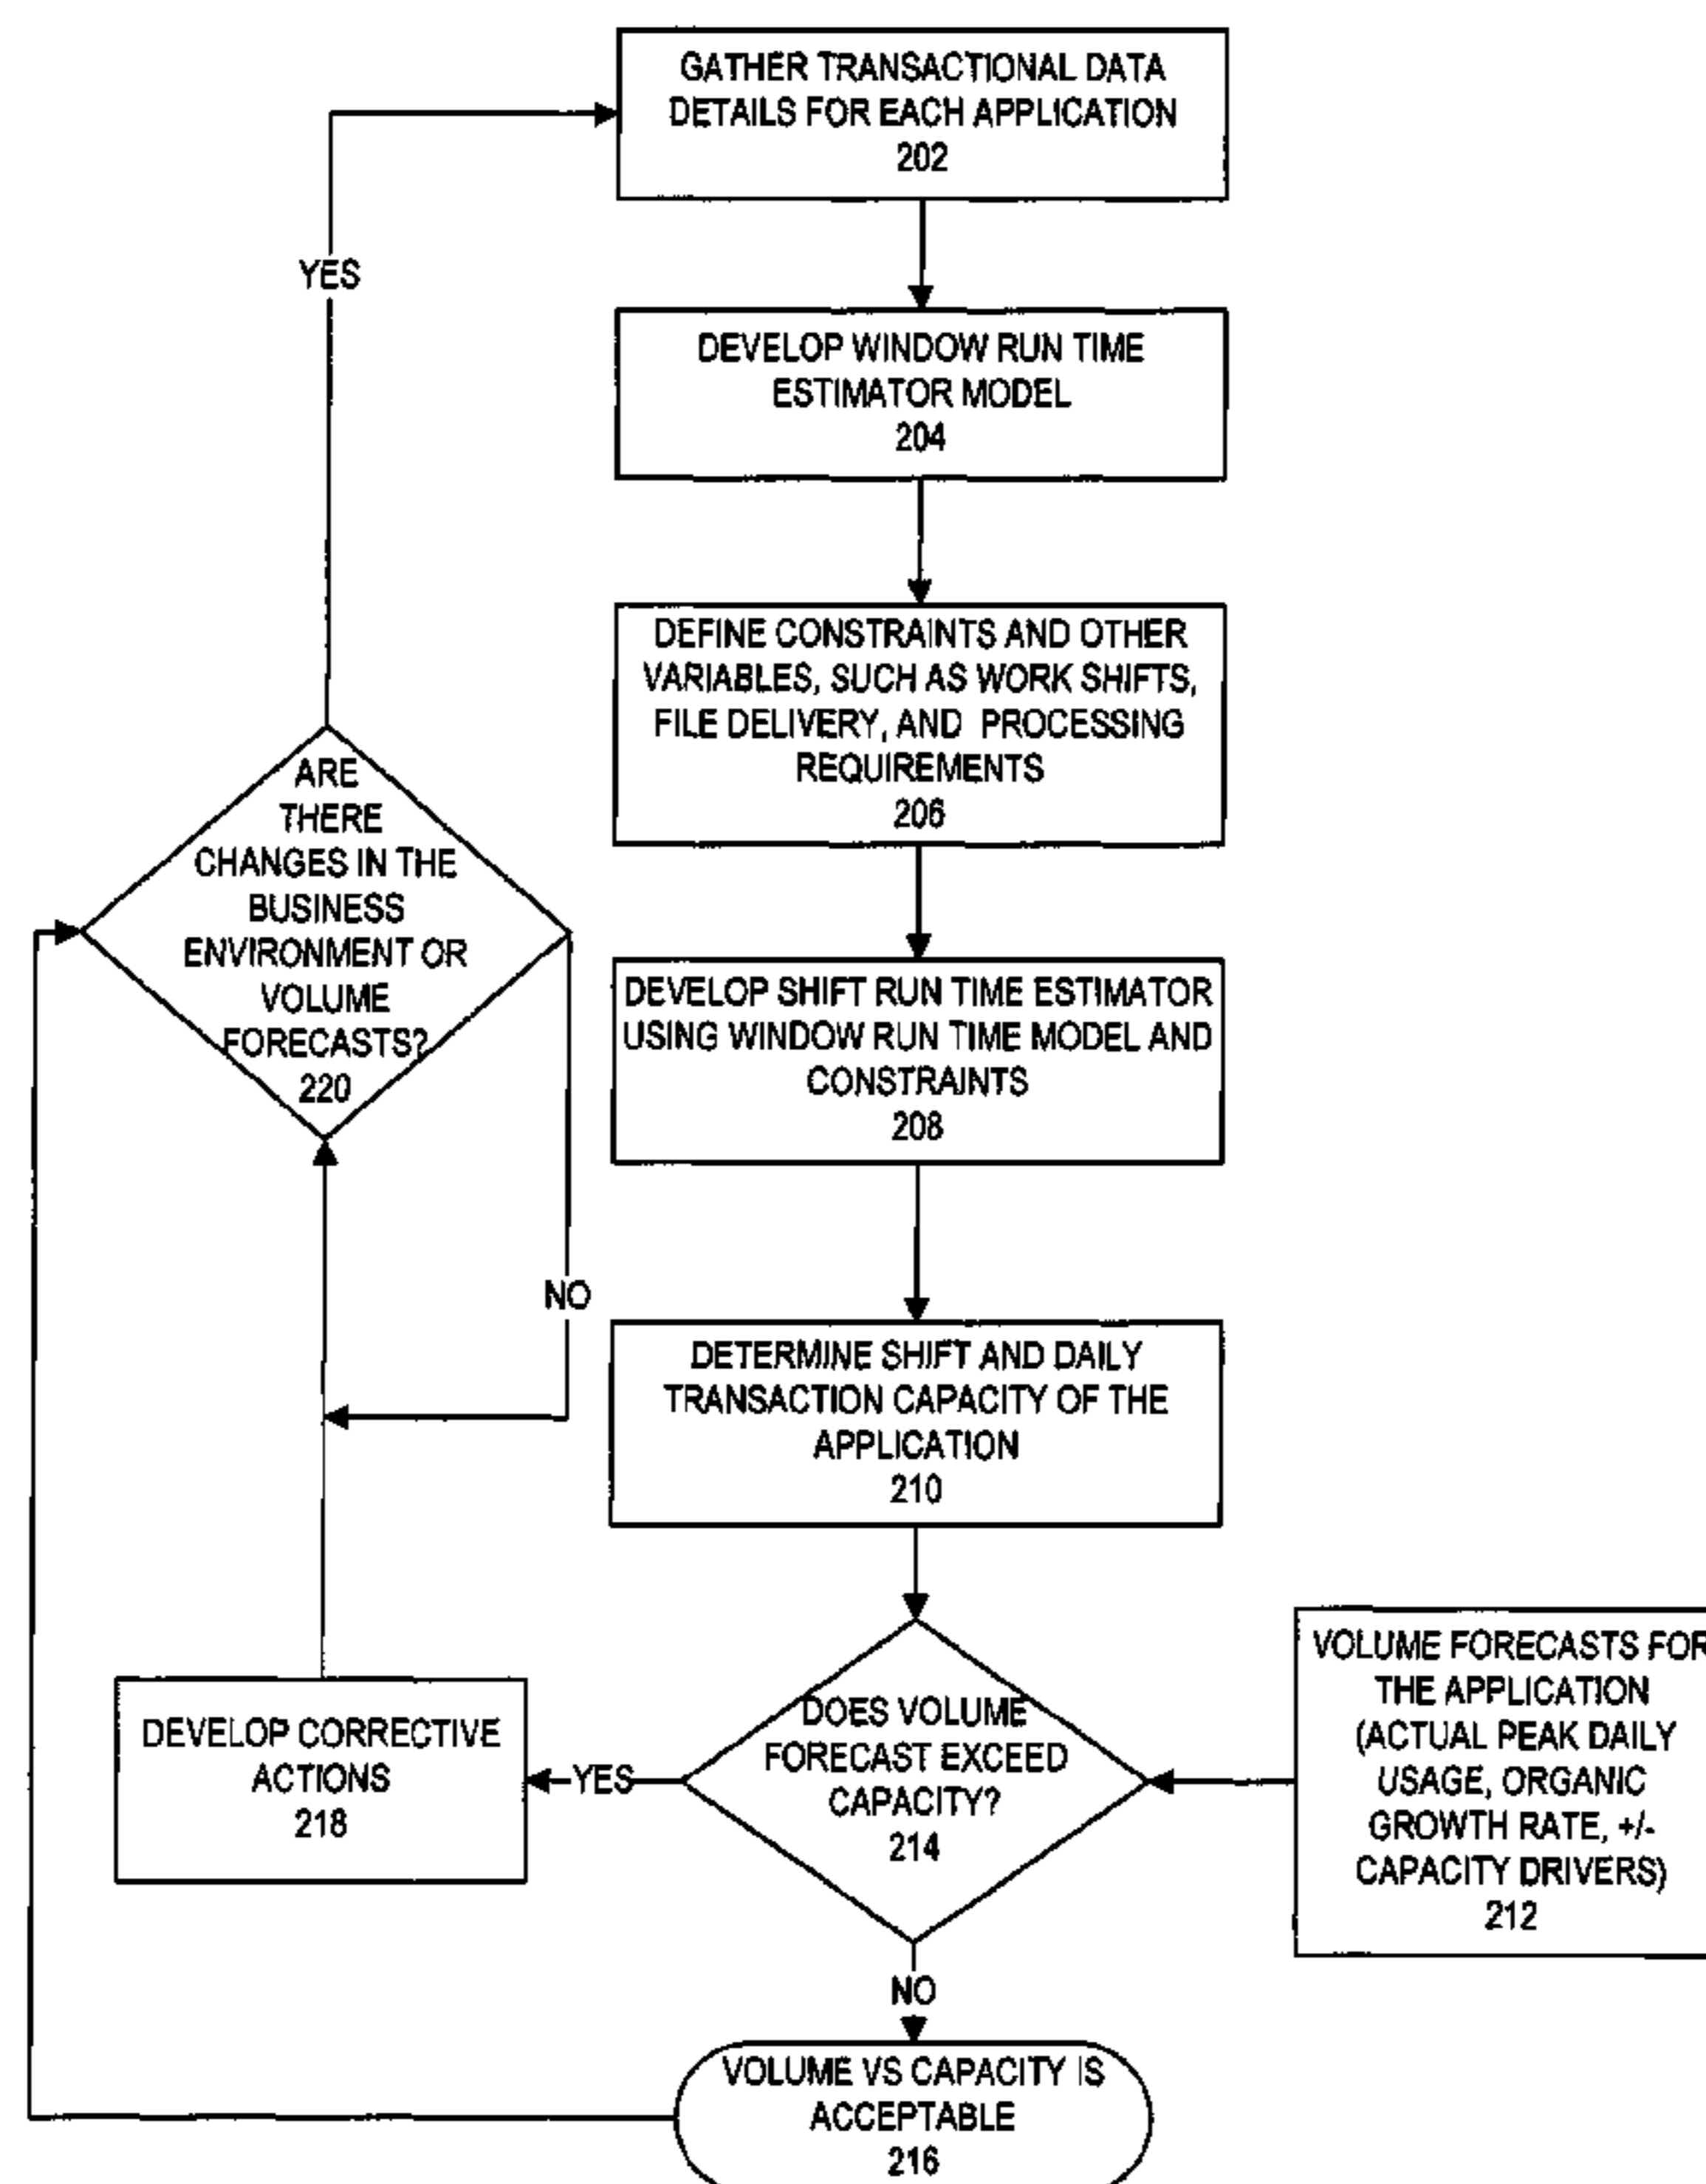 GATHER TRANSACTIONAL DATA
DETAILS FOR EACH APPLICATION
202
YES
DEVELOP WINDOW RUN TIME
ESTIMATOR MODEL
204
DEFINE CONSTRAINTS AND OTHER
VARIABLES, SUCH AS WORK SHIFTS,
FILE DELIVERY, AND PROCESSING
REQUIREMENTS
206
ARE
THERE
CHANGES IN THE
BUSINESS
ENVIRONMENT OR
VOLUME
FORECASTS?
220
DEVELOP SHIFT RUN TIME ESTIMATOR
USING WINDOW RUN TIME MODEL AND
CONSTRAINTS
208
NO
DETERMINE SHIFT AND DAILY
TRANSACTION CAPACITY OF THE
APPLICATION
210
DEVELOP CORRECTIVE
ACTIONS
218
YES
DOES VOLUME
FORECAST EXCEED
CAPACITY?
214
VOLUME FORECASTS FOR
THE APPLICATION
(ACTUAL PEAK DAILY
USAGE, ORGANIC
GROWTH RATE, +/-
CAPACITY DRIVERS)
212
NO
VOLUME VS CAPACITY IS
ACCEPTABLE
216